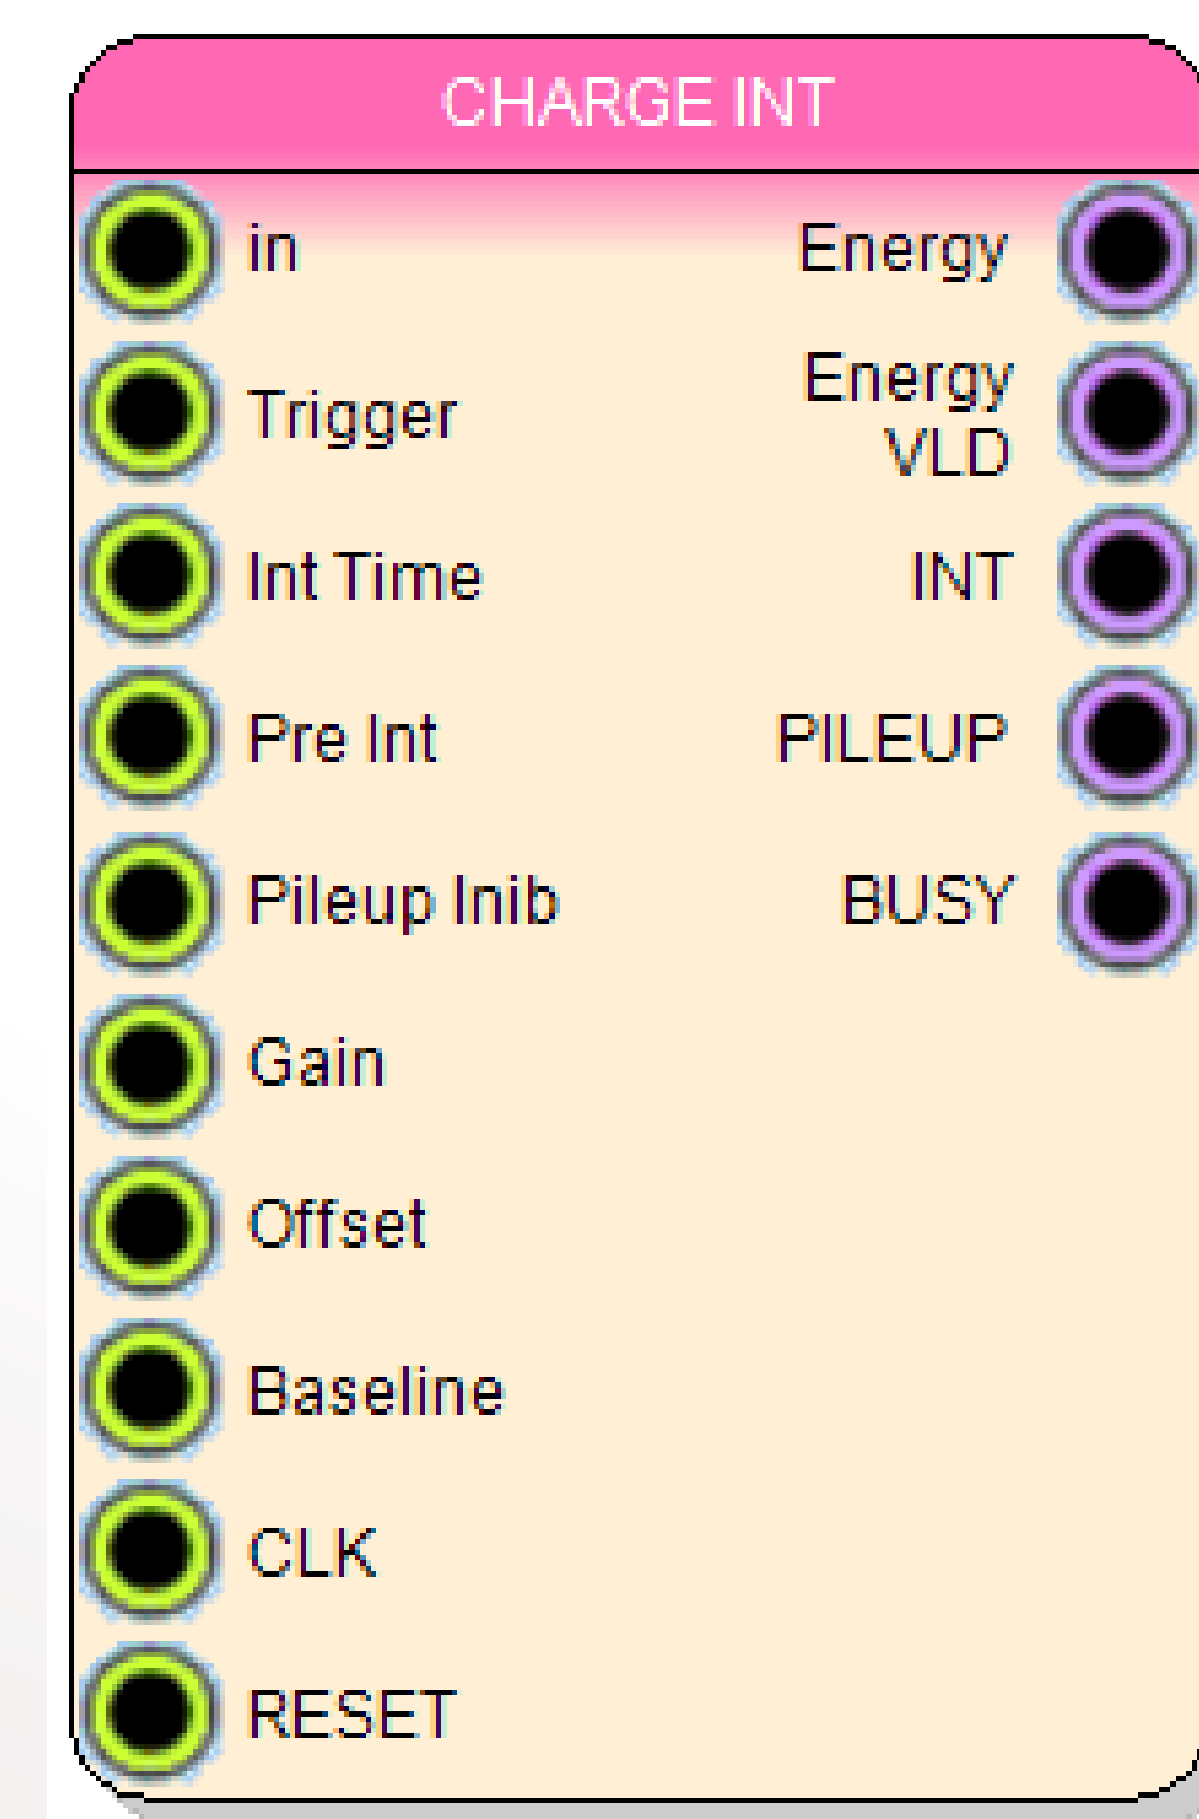 CHARGE INT
in
Energy
Trigger
Energy
VLD
Int Time
INT
Pre Int
PILEUP
Pileup Inib
BUSY
Gain
Offset
Baseline
CLK
RESET